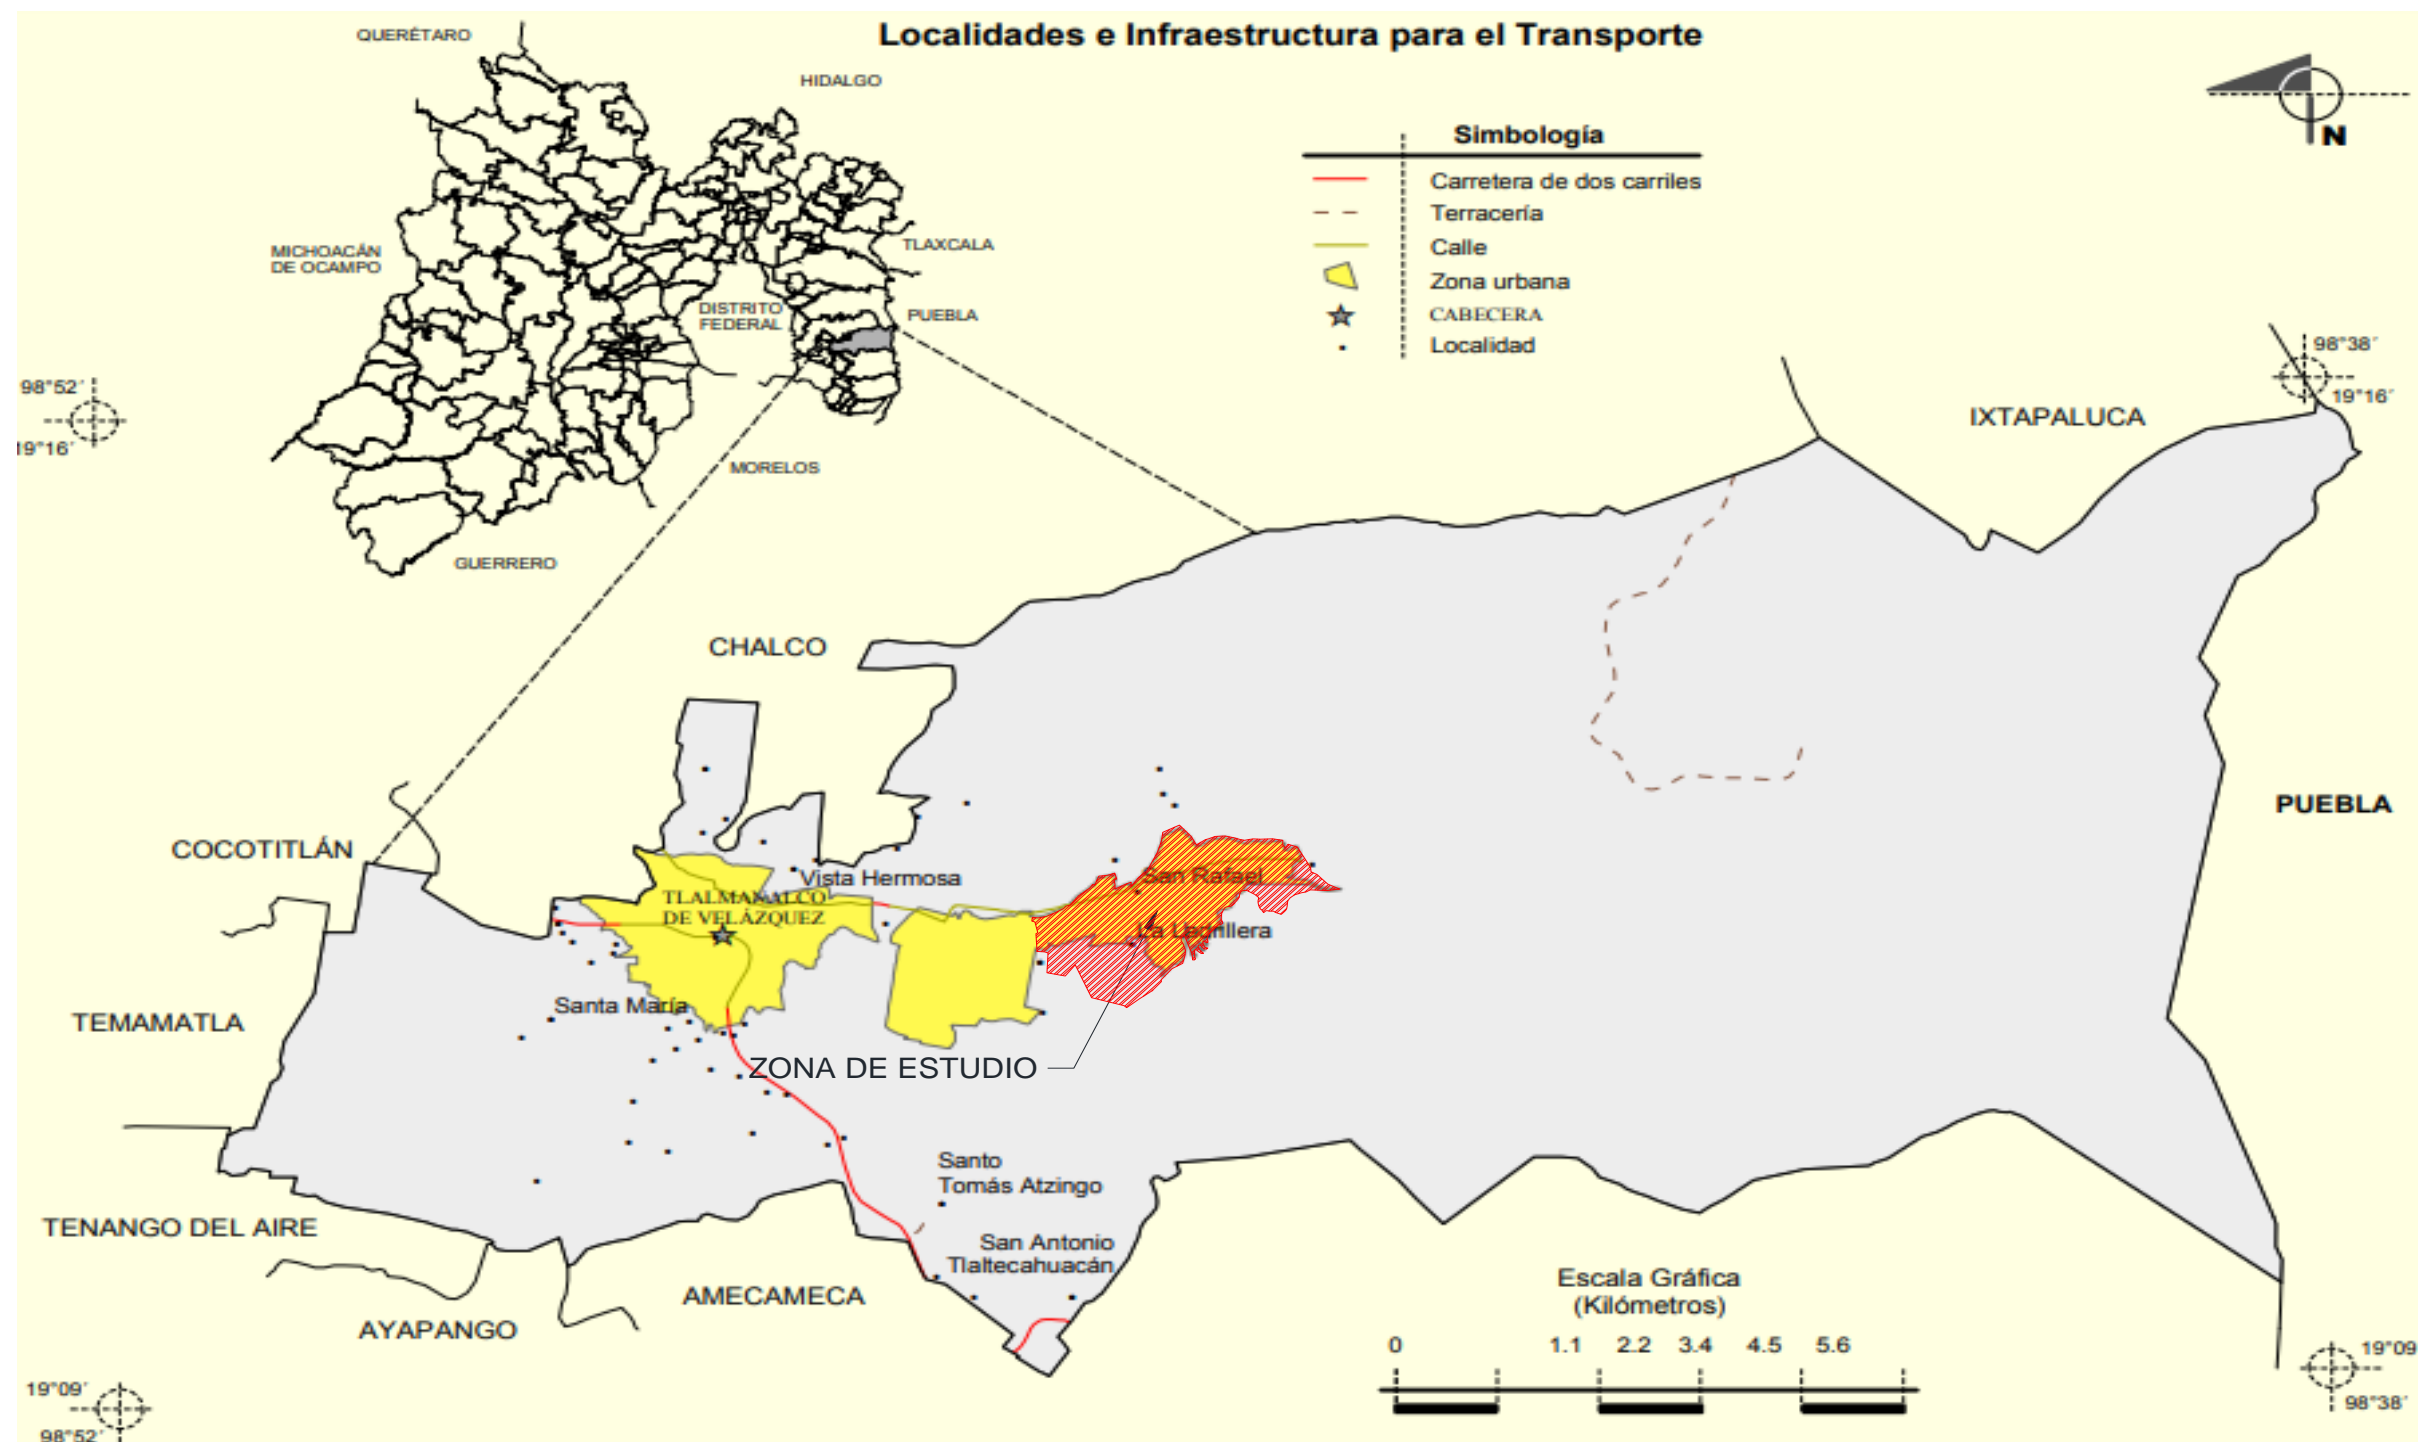 Localidades e Infraestructura para el Transporte
QUERÉTARO
HIDALGO
MICHOACÁN
DE OCAMPO
TLAXCALA
DISTRITO
FEDERAL
PUEBLA
MORELOS
GUERRERO
N
Simbología
Carretera de dos carriles
Terracería
Calle
Zona urbana
CABECERA
Localidad
98°52´
19°16´
98°38´
19°16´
IXTAPALUCA
CHALCO
PUEBLA
COCOTITLÁN
Vista Hermosa
San Rafael
TLALMANALCO
DE VELÁZQUEZ
La Ladrillera
Santa María
TEMAMATLA
ZONA DE ESTUDIO
Santo
Tomás Atzingo
TENANGO DEL AIRE
San Antonio
Tlaltecahuacán
AMECAMECA
AYAPANGO
Escala Gráfica
(Kilómetros)
0 1.1 2.2 3.4 4.5 5.6
19°09´
98°52´
19°09
98°38´